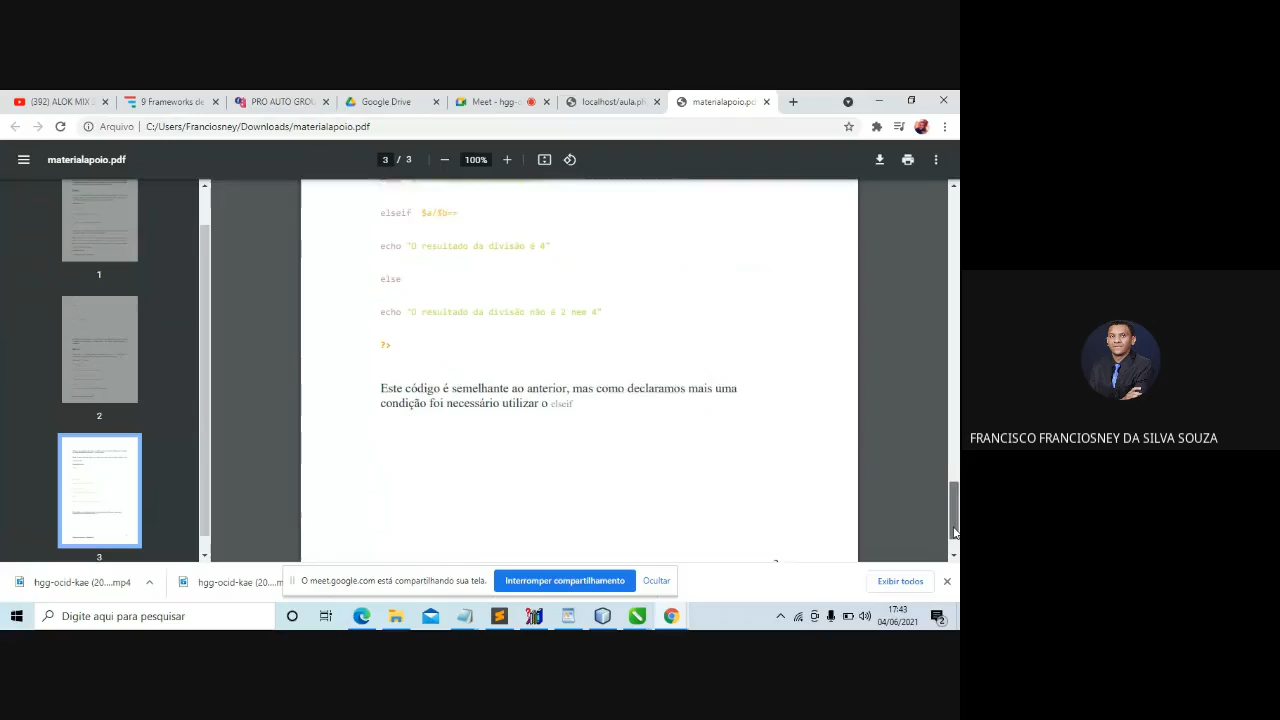 (392) ALOK MIX
9 Frameworks de
PRO AUTO GROU
Google Drive
Meet - hgg-o
localhost/aula.ph
materialapoio.pd
Arquivo
C:/Users/Franciosney/Downloads/materialapoio.pdf
materialapoio.pdf
3 / 3
100%
1
2
3
elseif $a/$b==
echo "O resultado da divisão é 4"
else
echo "O resultado da divisão não é 2 nem 4"
?>
Este código é semelhante ao anterior, mas como declaramos mais uma
condição foi necessário utilizar o elseif
FRANCISCO FRANCIOSNEY DA SILVA SOUZA
hgg-ocid-kae (20....mp4
hgg-ocid-kae (20....m
O meet.google.com está compartilhando sua tela.
Interromper compartilhamento
Ocultar
Exibir todos
Digite aqui para pesquisar
17:43
04/06/2021
2